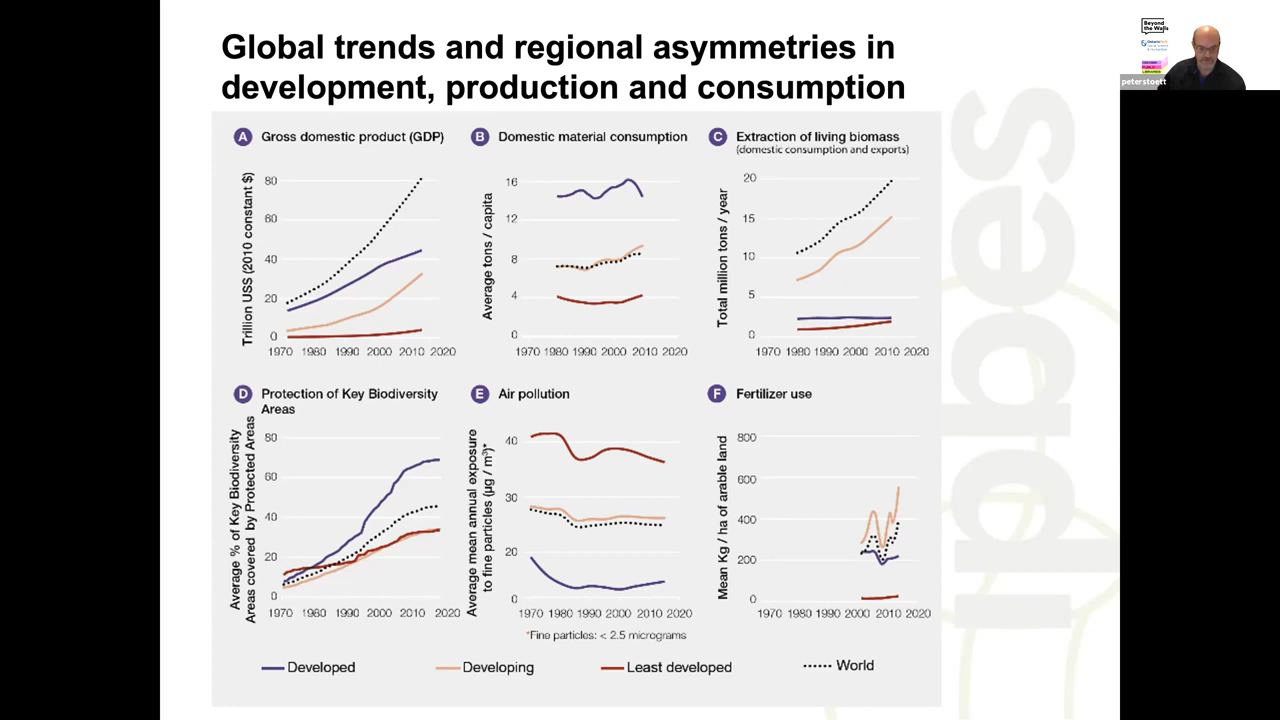 Global trends and regional asymmetries in
development, production and consumption
A Gross domestic product (GDP)
Trillion US$ (2010 constant $)
80
60
40
20
0
1970 1980 1990 2000 2010 2020
B Domestic material consumption
Average tons / capita
16
12
8
4
0
1970 1980 1990 2000 2010 2020
C Extraction of living biomass
(domestic consumption and exports)
Total million tons / year
20
15
10
5
0
1970 1980 1990 2000 2010 2020
D Protection of Key Biodiversity
Areas
Average % of Key Biodiversity
Areas covered by Protected Areas
80
60
40
20
0
1970 1980 1990 2000 2010 2020
E Air pollution
Average mean annual exposure
to fine particles (µg / m³)*
40
30
20
0
1970 1980 1990 2000 2010 2020
*Fine particles: < 2.5 micrograms
F Fertilizer use
Mean Kg / ha of arable land
800
600
400
200
0
1970 1980 1990 2000 2010 2020
Developed
Developing
Least developed
World
ipbes
Beyond
the Walls
peterstoett